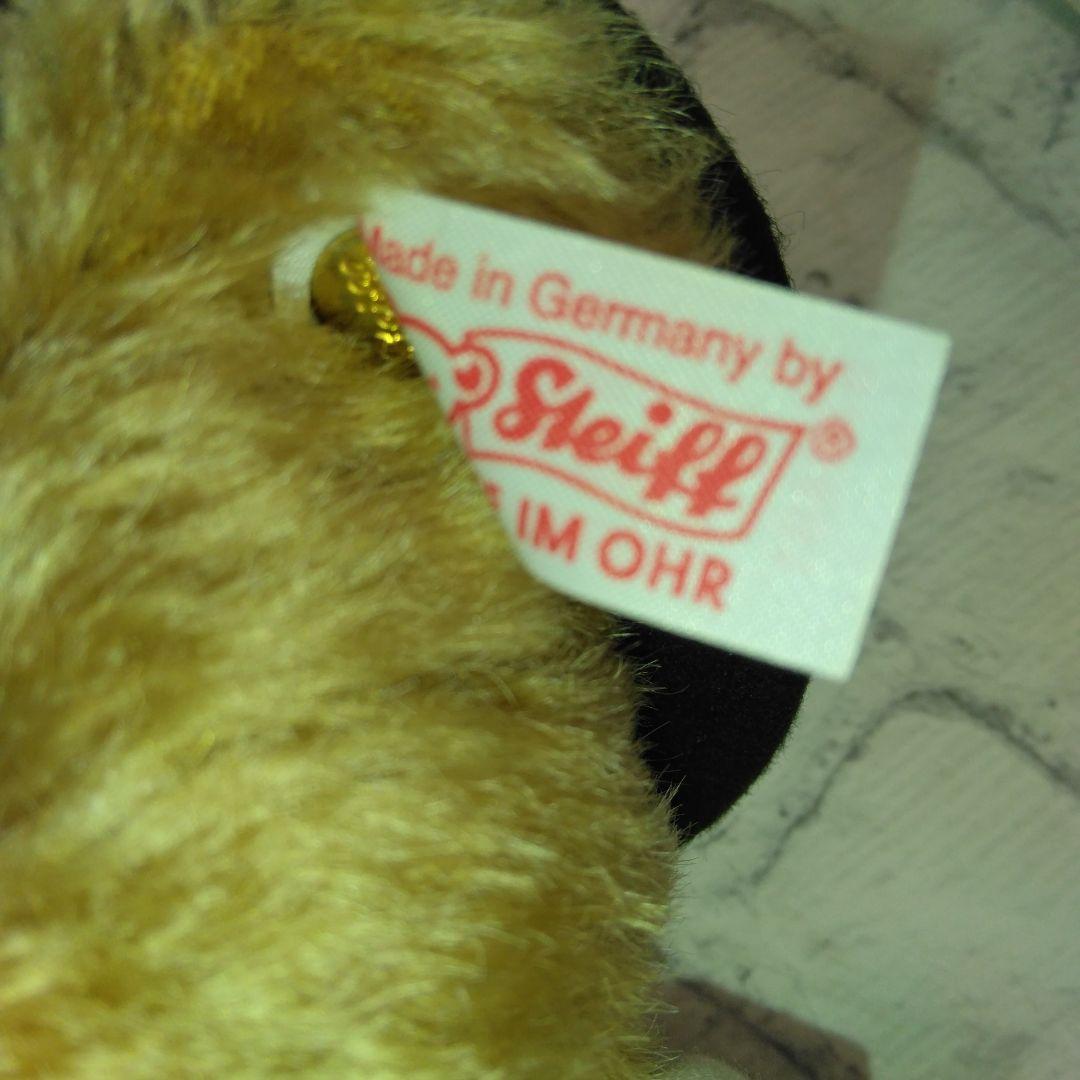 Made in Germany by
Steiff®
IM OHR